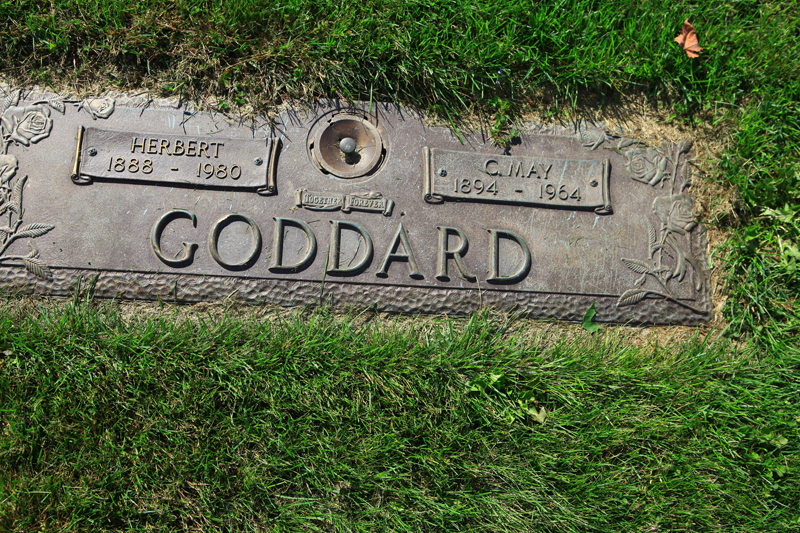 HERBERT
1888 - 1980
TOGETHER FOREVER
C. MAY
1894 - 1964
GODDARD